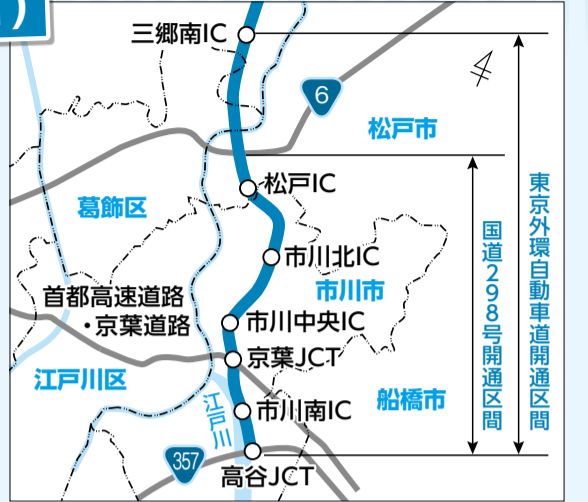 )
三郷南IC
6
松戸市
松戸IC
葛飾区
市川北IC
市川市
首都高速道路
・京葉道路
市川中央IC
京葉JCT
江戸川区
江戸川
市川南IC
船橋市
357
高谷JCT
国道298号開通区間
東京外環自動車道開通区間